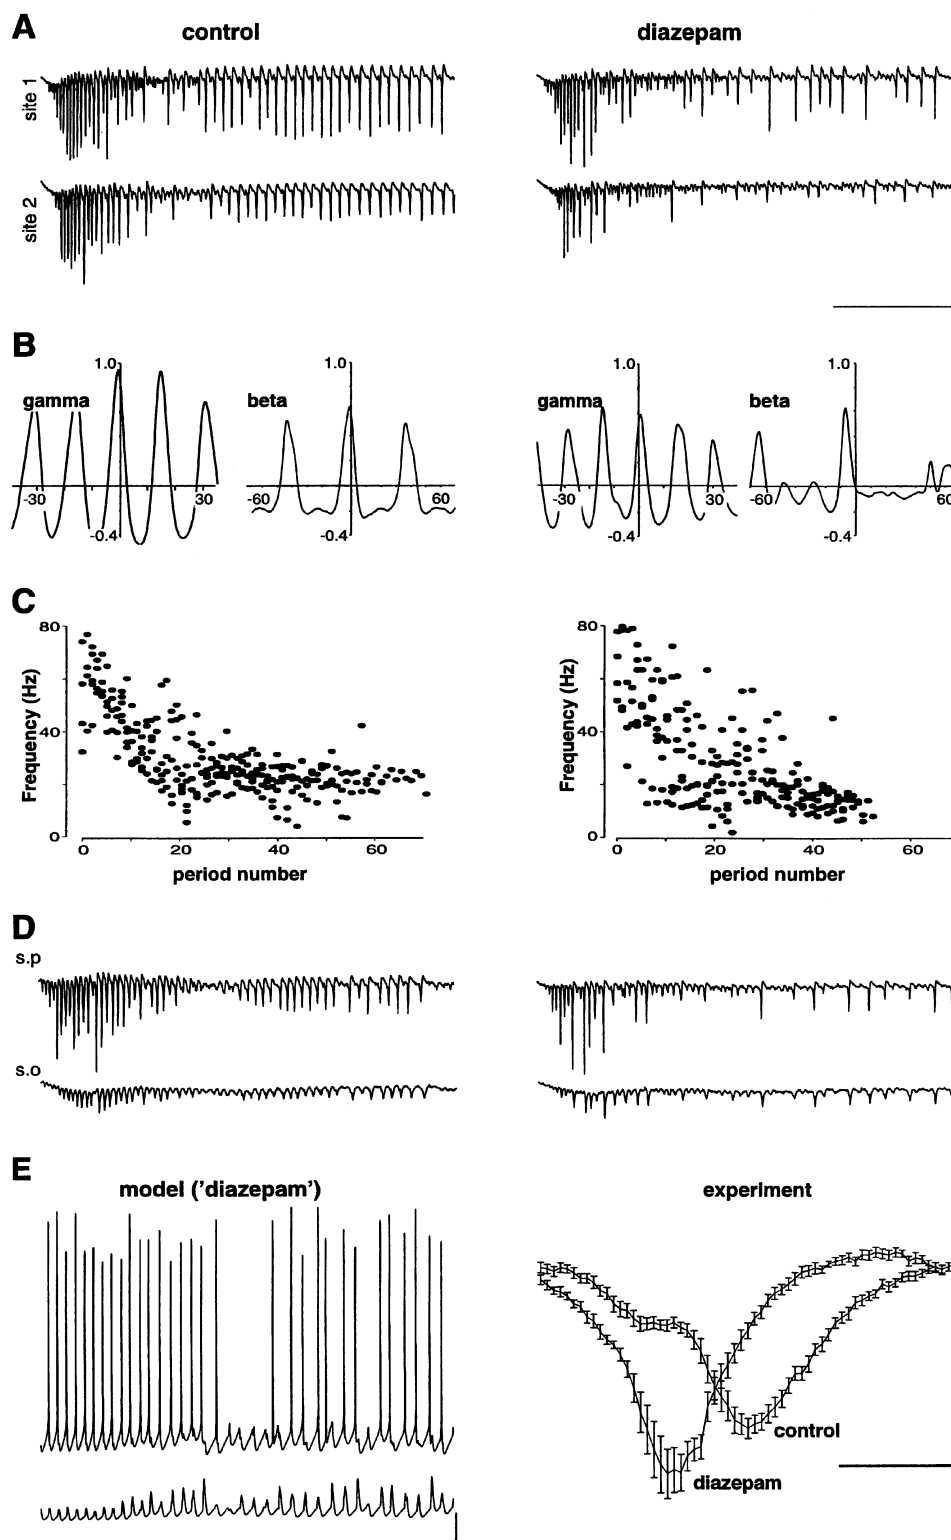 A
control
diazepam
site 1
site 2
B
1.0
gamma
-30
30
-0.4
1.0
beta
-60
60
-0.4
1.0
gamma
-30
30
-0.4
1.0
beta
-60
60
-0.4
C
80
40
0
Frequency (Hz)
0
20
40
60
period number
80
40
0
Frequency (Hz)
0
20
40
60
period number
D
s.p
s.o
E
model ('diazepam')
experiment
control
diazepam